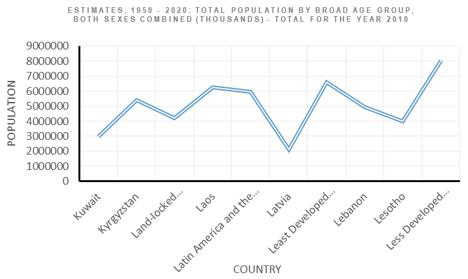 ESTIMATES, 1950 - 2020: TOTAL POPULATION BY BROAD AGE GROUP,
BOTH SEXES COMBINED (THOUSANDS) - TOTAL FOR THE YEAR 2010
9000000
8000000
7000000
6000000
5000000
4000000
3000000
2000000
1000000
0
POPULATION
Kuwait
Kyrgyzstan
Land-locked...
Laos
Latin America and the...
Latvia
Least Developed...
Lebanon
Lesotho
Less Developed...
COUNTRY